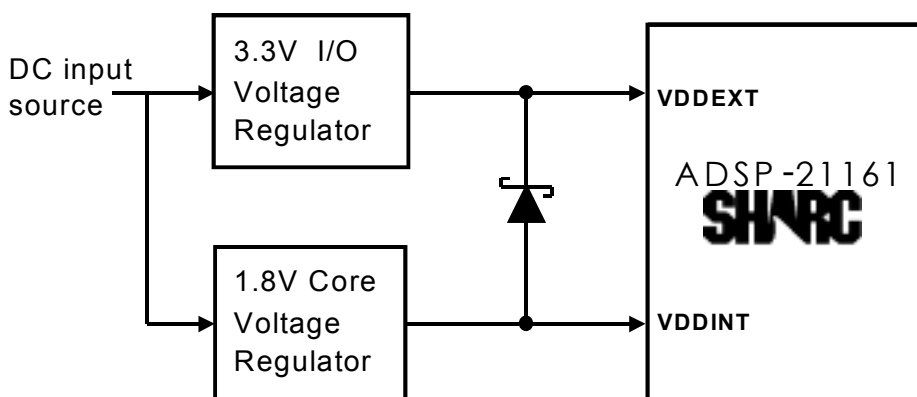 DC input
source
3.3V I/O
Voltage
Regulator
1.8V Core
Voltage
Regulator
VDDEXT
ADSP-21161
SHARC
VDDINT